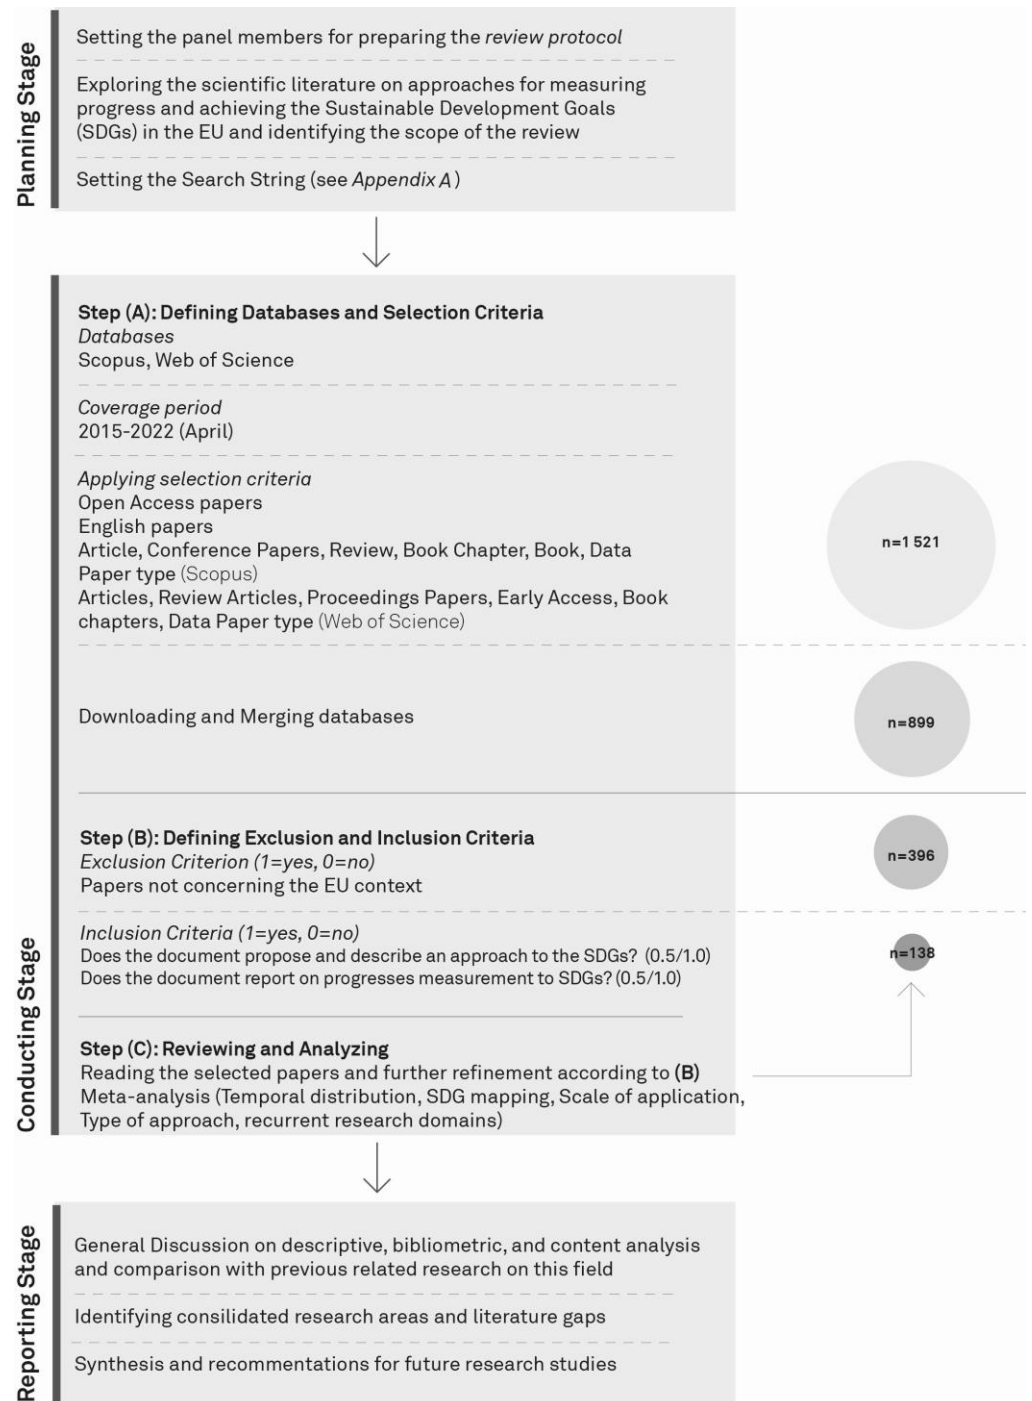 Planning Stage
Setting the panel members for preparing the review protocol
Exploring the scientific literature on approaches for measuring
progress and achieving the Sustainable Development Goals
(SDGs) in the EU and identifying the scope of the review
Setting the Search String (see Appendix A)
Conducting Stage
Step (A): Defining Databases and Selection Criteria
Databases
Scopus, Web of Science
Coverage period
2015-2022 (April)
Applying selection criteria
Open Access papers
English papers
Article, Conference Papers, Review, Book Chapter, Book, Data
Paper type (Scopus)
Articles, Review Articles, Proceedings Papers, Early Access, Book
chapters, Data Paper type (Web of Science)
n=1 521
Downloading and Merging databases
n=899
Step (B): Defining Exclusion and Inclusion Criteria
Exclusion Criterion (1=yes, 0=no)
Papers not concerning the EU context
n=396
Inclusion Criteria (1=yes, 0=no)
Does the document propose and describe an approach to the SDGs? (0.5/1.0)
Does the document report on progresses measurement to SDGs? (0.5/1.0)
n=138
Step (C): Reviewing and Analyzing
Reading the selected papers and further refinement according to (B)
Meta-analysis (Temporal distribution, SDG mapping, Scale of application,
Type of approach, recurrent research domains)
Reporting Stage
General Discussion on descriptive, bibliometric, and content analysis
and comparison with previous related research on this field
Identifying consilidated research areas and literature gaps
Synthesis and recommentations for future research studies